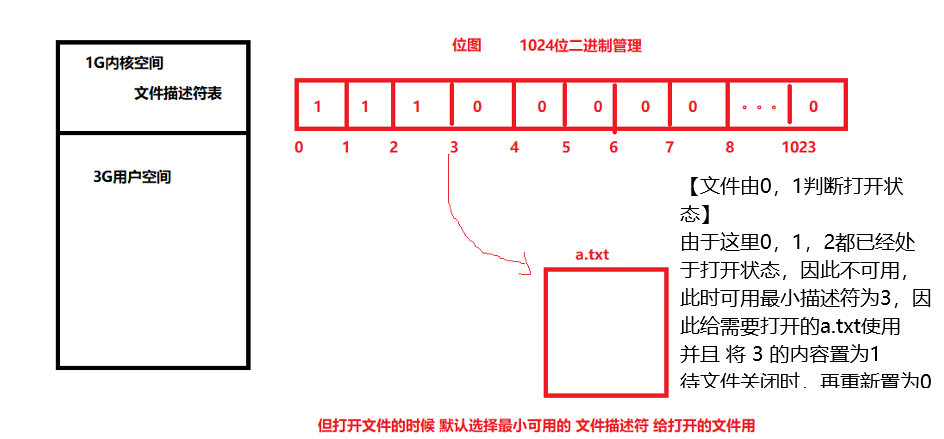 位图 1024位二进制管理
1G内核空间
文件描述符表
1 1 1 0 0 0 0 0 。。。 0
0 1 2 3 4 5 6 7 8 1023
3G用户空间
【文件由0，1判断打开状
态】
由于这里0，1，2都已经处
于打开状态，因此不可用，
此时可用最小描述符为3，因
此给需要打开的a.txt使用
并且 将 3 的内容置为1
待文件关闭时，再重新置为0
a.txt
但打开文件的时候 默认选择最小可用的 文件描述符 给打开的文件用